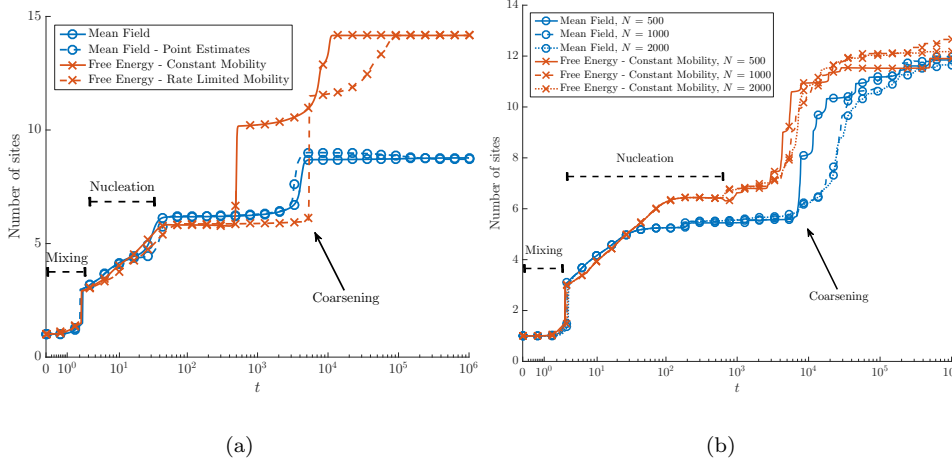 15
10
5
0
Number of sites
Mean Field
Mean Field - Point Estimates
Free Energy - Constant Mobility
Free Energy - Rate Limited Mobility
Nucleation
Mixing
Coarsening
0 10^0 10^1 10^2 10^3 10^4 10^5 10^6
t
(a)
14
12
10
8
6
4
2
0
Number of sites
Mean Field, N = 500
Mean Field, N = 1000
Mean Field, N = 2000
Free Energy - Constant Mobility, N = 500
Free Energy - Constant Mobility, N = 1000
Free Energy - Constant Mobility, N = 2000
Nucleation
Mixing
Coarsening
0 10^0 10^1 10^2 10^3 10^4 10^5
t
(b)